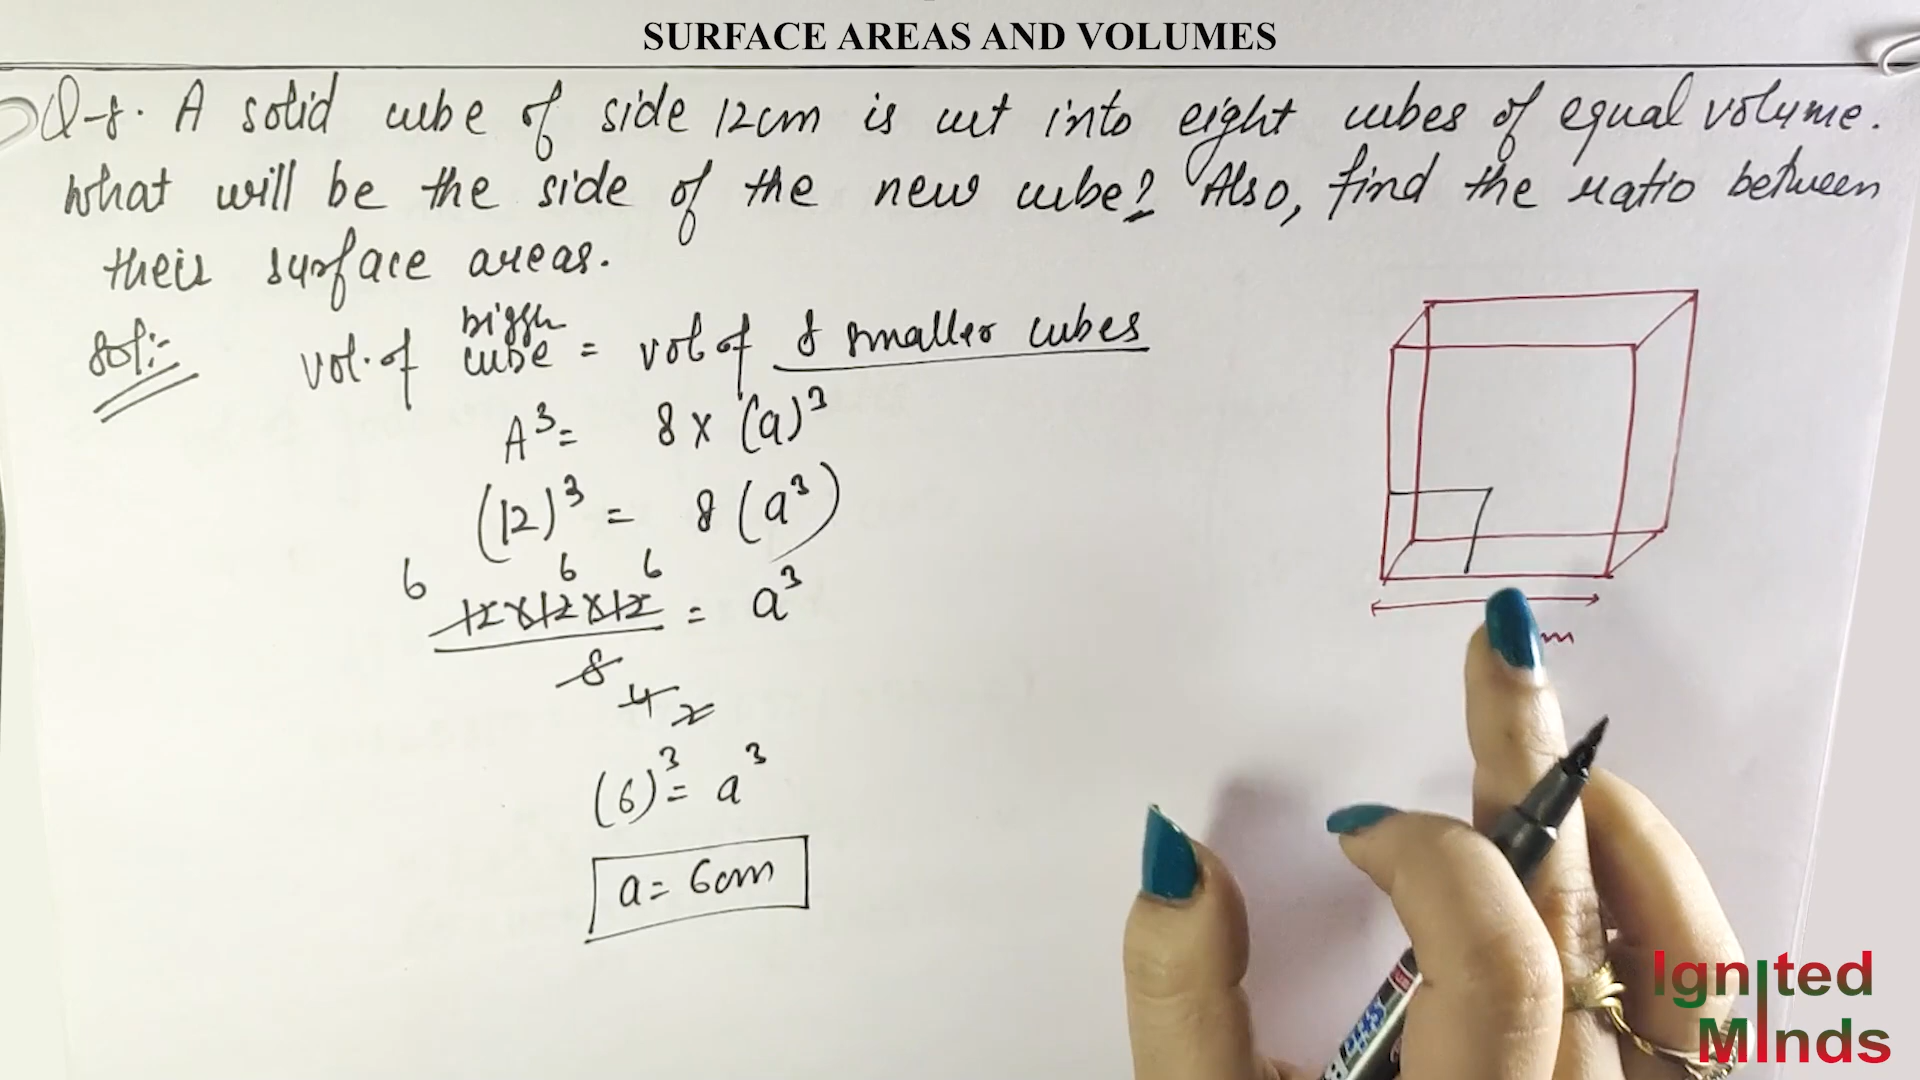 SURFACE AREAS AND VOLUMES
Q-8. A solid cube of side 12cm is cut into eight cubes of equal volume.
What will be the side of the new cube? Also, find the ratio between
their surface areas.
Sol:-
Vol. of bigger cube = vol of 8 smaller cubes
A³ = 8 × (a)³
(12)³ = 8 (a³)
6 6 6
12×12×12 = a³
8
4 2
(6)³ = a³
a = 6cm
m
Ignited
Minds